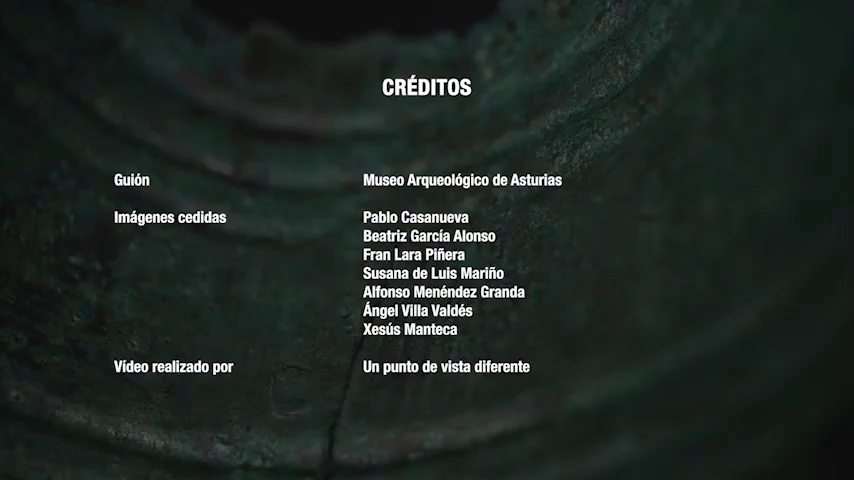 CRÉDITOS
Guión Museo Arqueológico de Asturias
Imágenes cedidas Pablo Casanueva
Beatriz García Alonso
Fran Lara Piñera
Susana de Luis Mariño
Alfonso Menéndez Granda
Ángel Villa Valdés
Xesús Manteca
Vídeo realizado por Un punto de vista diferente